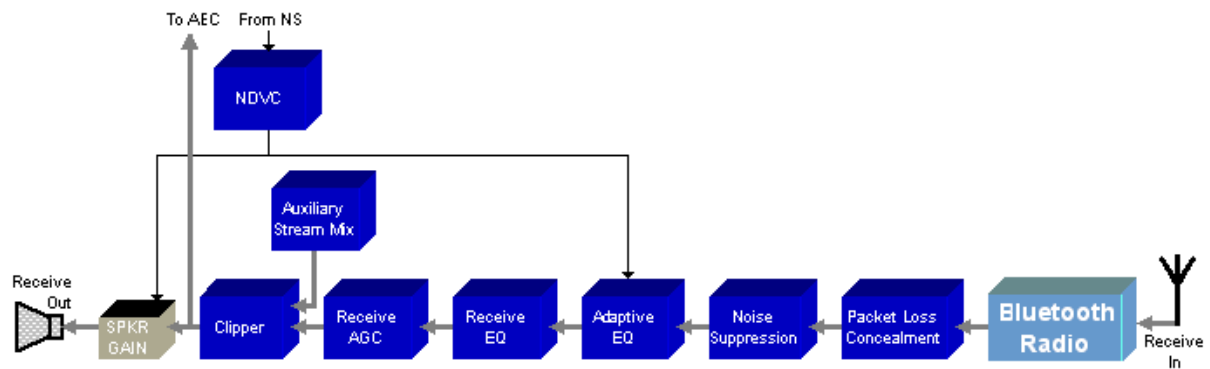 To AEC
From NS
NDVC
Auxiliary
Stream Mix
Receive
Out
SPKR
GAIN
Clipper
Receive
AGC
Receive
EQ
Adaptive
EQ
Noise
Suppression
Packet Loss
Concealment
Bluetooth
Radio
Receive
In